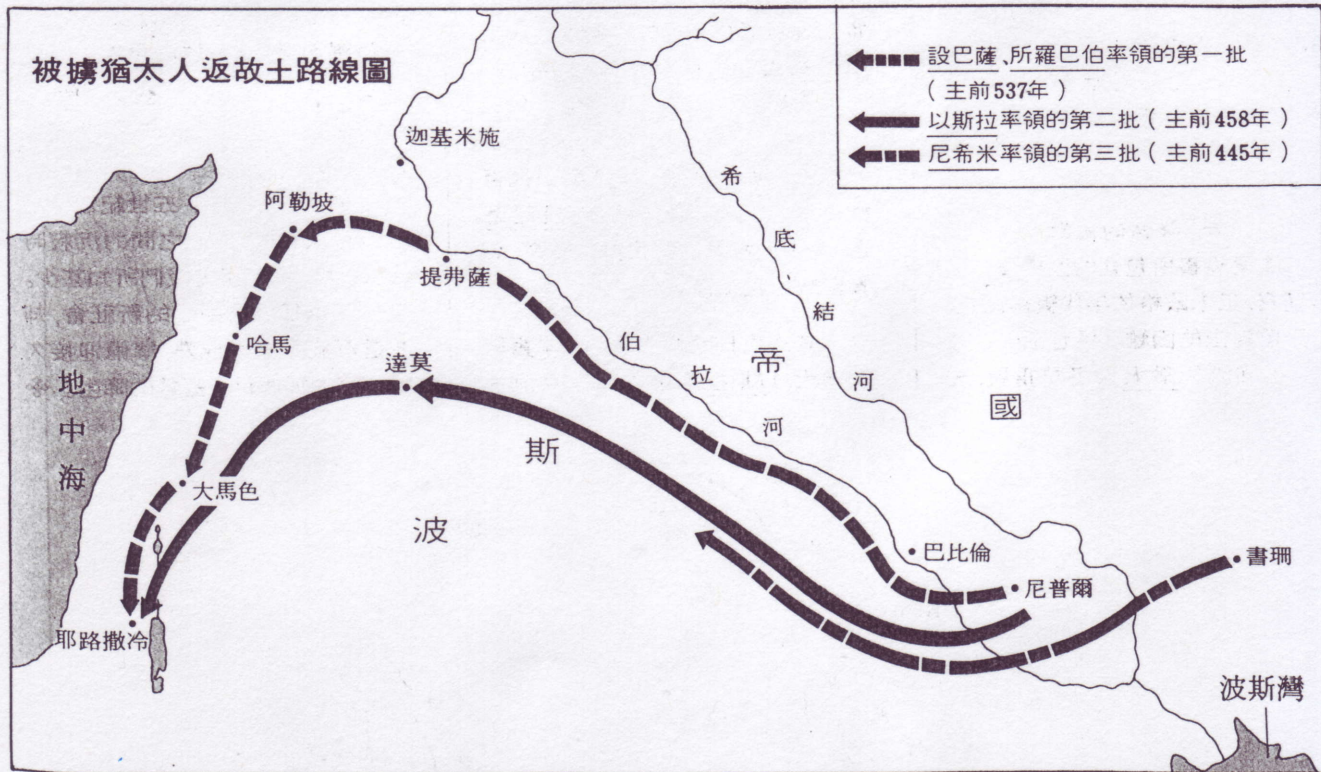 被擄猶太人返故土路線圖
設巴薩、所羅巴伯率領的第一批
（主前537年）
以斯拉率領的第二批（主前458年）
尼希米率領的第三批（主前445年）
迦基米施
阿勒坡
提弗薩
哈馬
達莫
大馬色
耶路撒冷
地中海
希底結河
伯拉河
波斯帝國
巴比倫
尼普爾
書珊
波斯灣